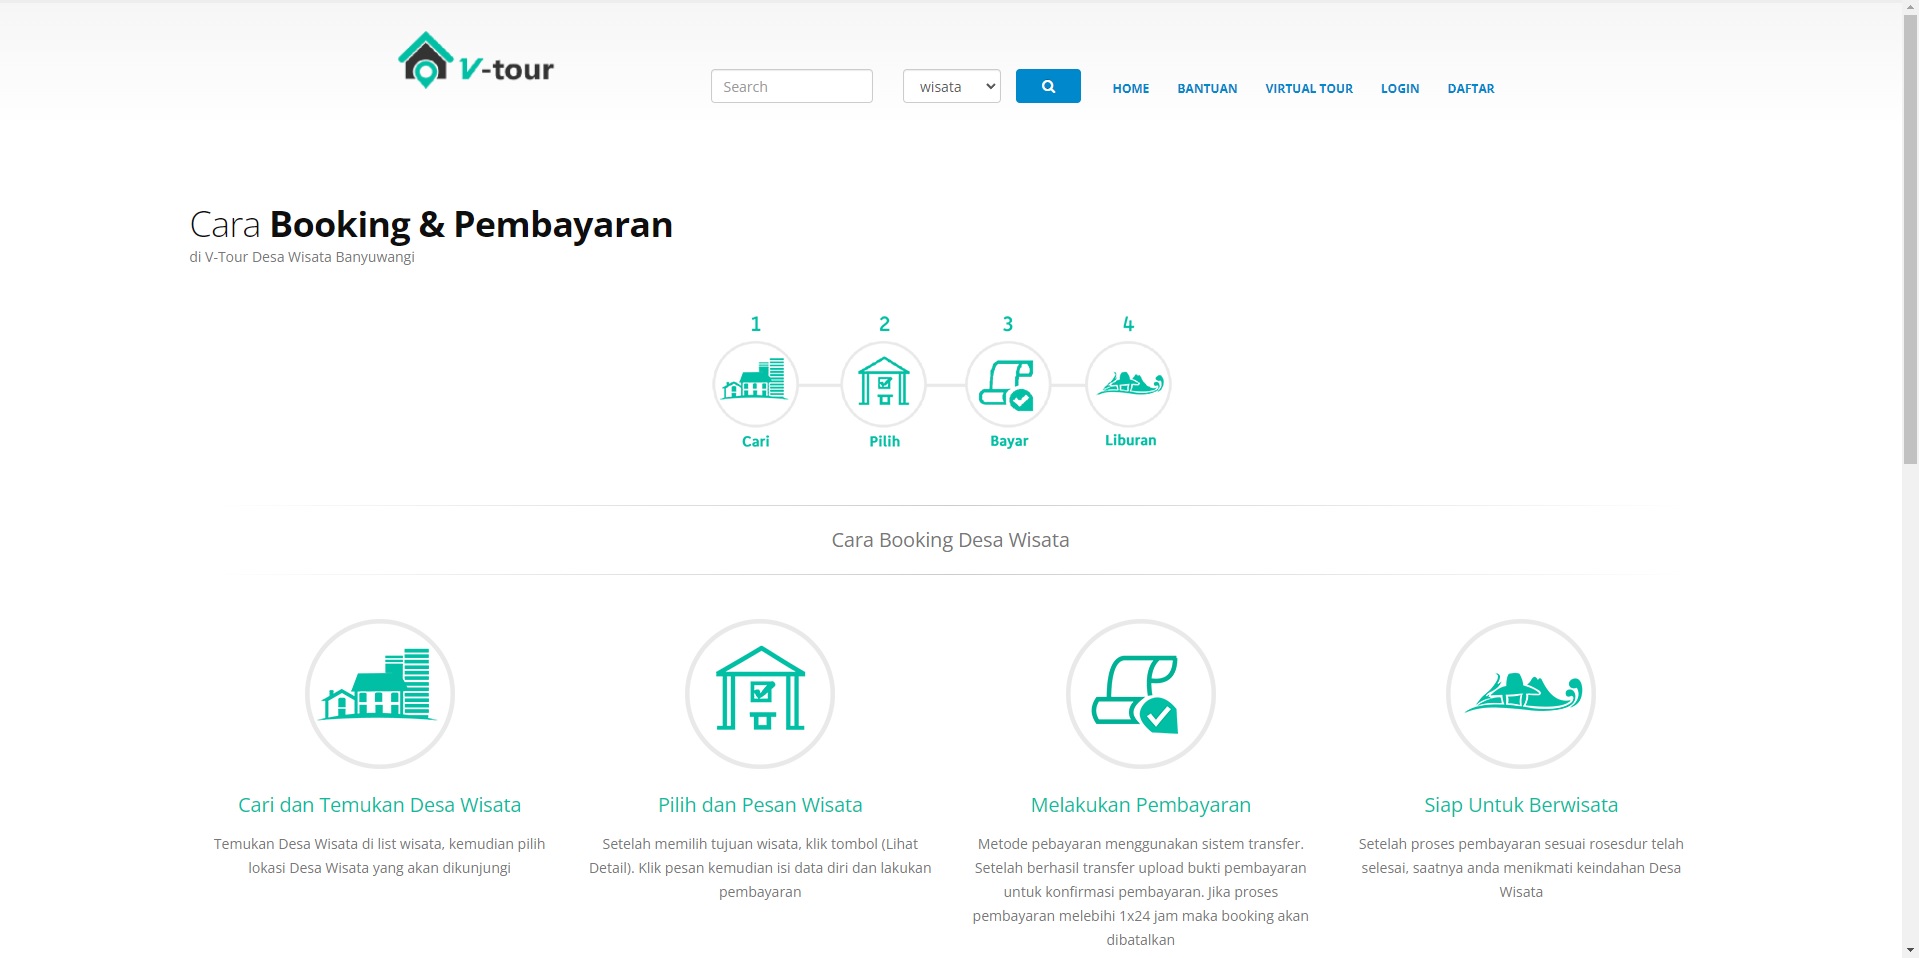 V-tour
Search
wisata
HOME
BANTUAN
VIRTUAL TOUR
LOGIN
DAFTAR
Cara Booking & Pembayaran
di V-Tour Desa Wisata Banyuwangi
1
2
3
4
Cari
Pilih
Bayar
Liburan
Cara Booking Desa Wisata
Cari dan Temukan Desa Wisata
Temukan Desa Wisata di list wisata, kemudian pilih
lokasi Desa Wisata yang akan dikunjungi
Pilih dan Pesan Wisata
Setelah memilih tujuan wisata, klik tombol (Lihat
Detail). Klik pesan kemudian isi data diri dan lakukan
pembayaran
Melakukan Pembayaran
Metode pebayaran menggunakan sistem transfer.
Setelah berhasil transfer upload bukti pembayaran
untuk konfirmasi pembayaran. Jika proses
pembayaran melebihi 1x24 jam maka booking akan
dibatalkan
Siap Untuk Berwisata
Setelah proses pembayaran sesuai rosesdur telah
selesai, saatnya anda menikmati keindahan Desa
Wisata